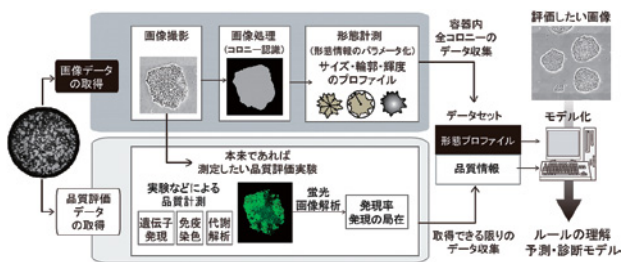 画像データ
の取得
品質評価
データ
の取得
画像撮影
画像処理
(コロニー認識)
形態計測
(形態情報のパラメータ化)
サイズ・輪郭・輝度
のプロファイル
本来であれば
測定したい品質評価実験
実験などによる
品質計測
遺伝子
発現
免疫
染色
代謝
解析
蛍光
画像解析
発現率
発現の局在
容器内
全コロニーの
データ収集
データセット
形態プロファイル
品質情報
取得できる限りの
データ収集
評価したい画像
モデル化
ルールの理解
予測・診断モデル